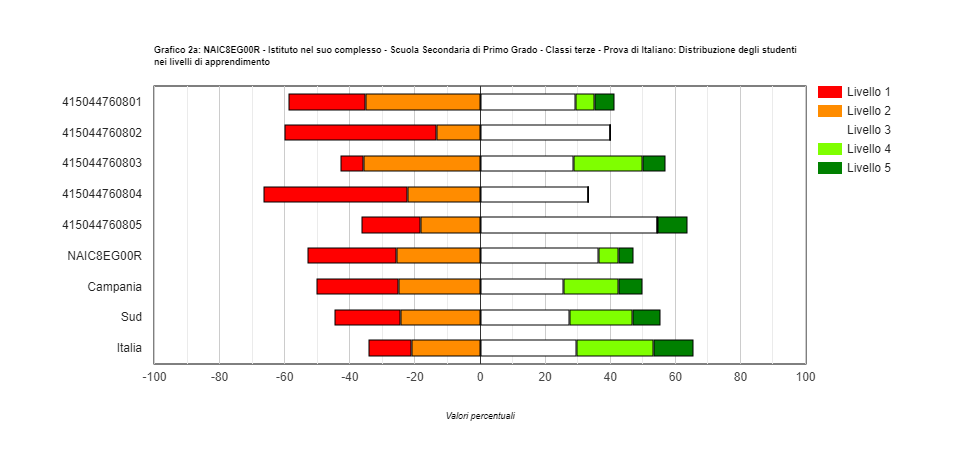 Grafico 2a: NAIC8EG00R - Istituto nel suo complesso - Scuola Secondaria di Primo Grado - Classi terze - Prova di Italiano: Distribuzione degli studenti
nei livelli di apprendimento
415044760801
415044760802
415044760803
415044760804
415044760805
NAIC8EG00R
Campania
Sud
Italia
-100 -80 -60 -40 -20 0 20 40 60 80 100
Valori percentuali
Livello 1
Livello 2
Livello 3
Livello 4
Livello 5